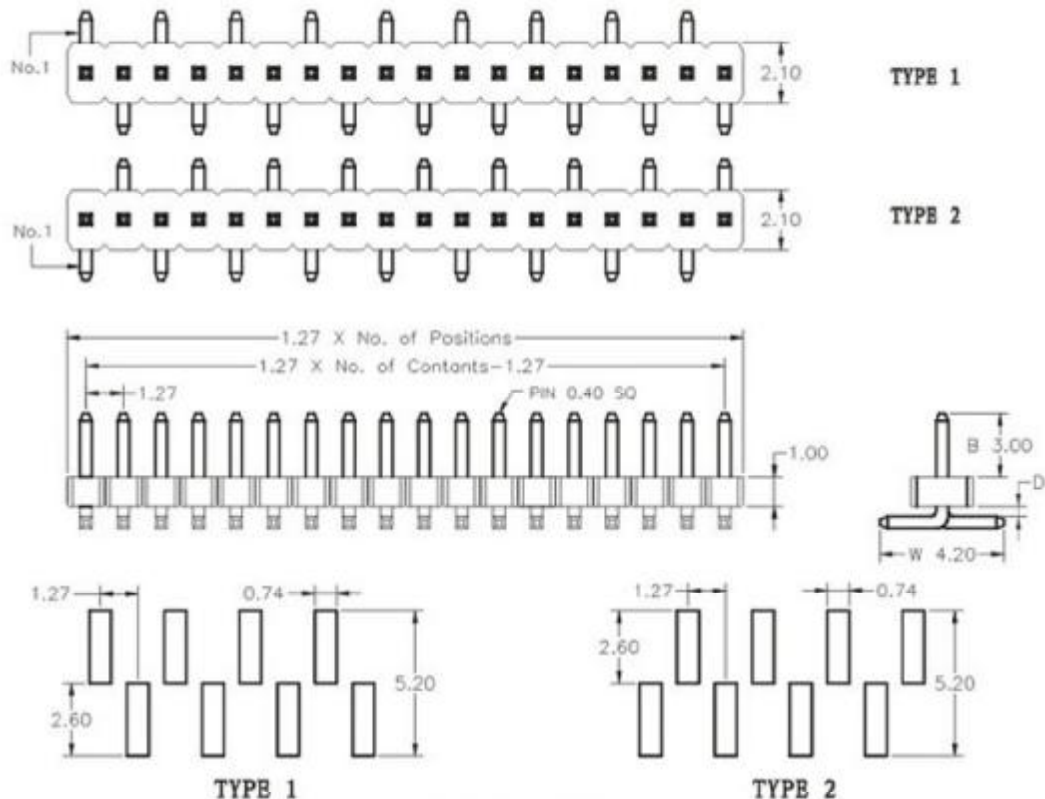 No.1
2.10
TYPE 1
No.1
2.10
TYPE 2
1.27 X No. of Positions
1.27 X No. of Contants-1.27
1.27
PIN 0.40 SQ
1.00
B 3.00
D
W 4.20
1.27
0.74
2.60
5.20
TYPE 1
1.27
0.74
2.60
5.20
TYPE 2